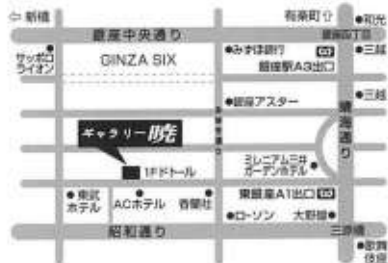 ⇦ 新橋
有楽町⇧
●和光
銀座中央通り
銀座四丁目
サッポロ
ライオン
GINZA SIX
●みずほ銀行
銀座駅A3出口
●三越
●三越
●銀座アスター
晴海通り
ギャラリー暁
1Fドトール
ミレニアム三井
ガーデンホテル
●東武
ホテル
ACホテル
香蘭社
東銀座A1出口
●ローソン
大野屋●
昭和通り
三原橋
●歌舞
伎座